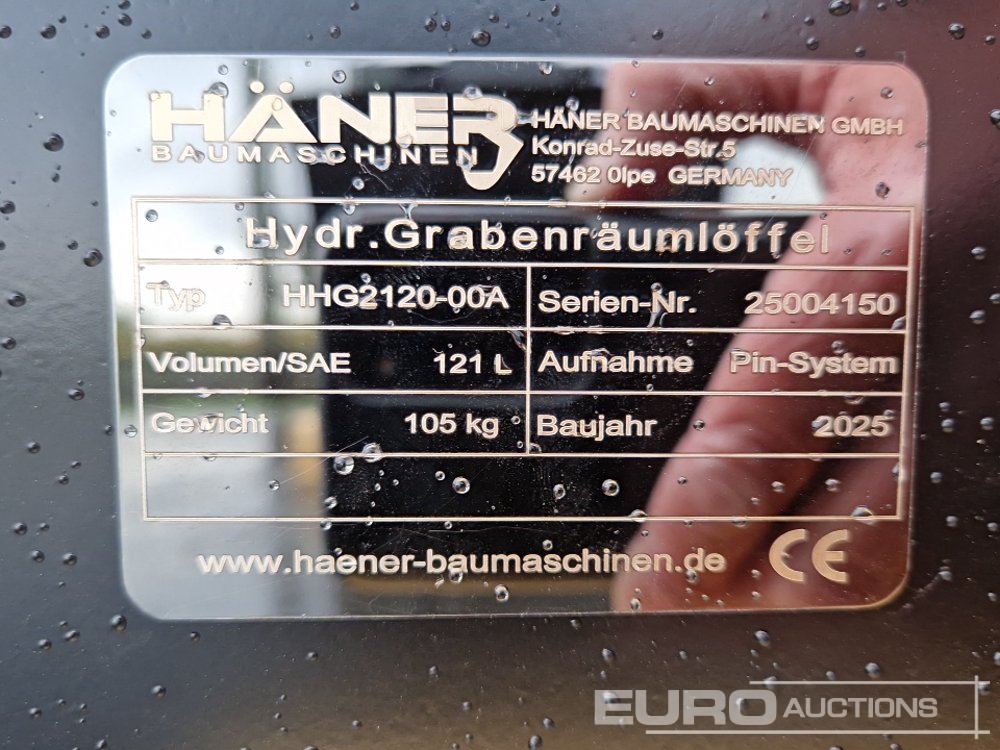 HÄNER
BAUMASCHINEN
HÄNER BAUMASCHINEN GMBH
Konrad-Zuse-Str.5
57462 Olpe GERMANY
Hydr.Grabenräumlöffel
Typ HHG2120-00A Serien-Nr. 25004150
Volumen/SAE 121 L Aufnahme Pin-System
Gewicht 105 kg Baujahr 2025
www.haener-baumaschinen.de CE
EURO AUCTIONS